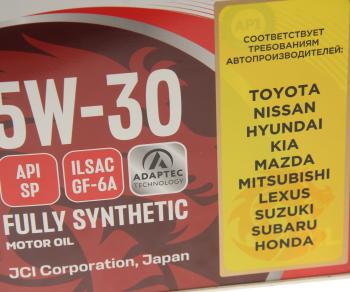 5W-30
API
SP
ILSAC
GF-6A
ADAPTEC
TECHNOLOGY
FULLY SYNTHETIC
MOTOR OIL
JCI Corporation, Japan
API
СООТВЕТСТВУЕТ
ТРЕБОВАНИЯМ
АВТОПРОИЗВОДИТЕЛЕЙ:
TOYOTA
NISSAN
HYUNDAI
KIA
MAZDA
MITSUBISHI
LEXUS
SUZUKI
SUBARU
HONDA